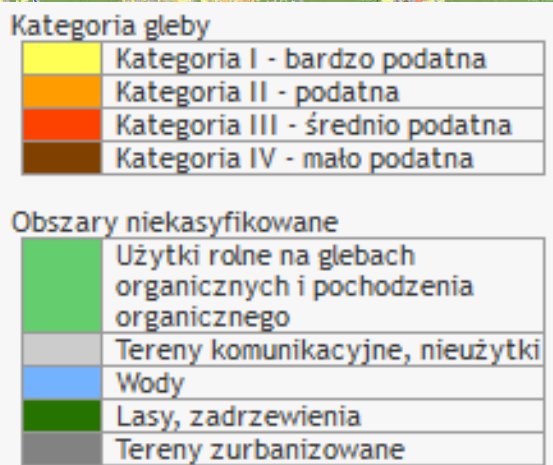 Kategoria gleby
Kategoria I - bardzo podatna
Kategoria II - podatna
Kategoria III - średnio podatna
Kategoria IV - mało podatna
Obszary niekasyfikowane
Użytki rolne na glebach
organicznych i pochodzenia
organicznego
Tereny komunikacyjne, nieużytki
Wody
Lasy, zadrzewienia
Tereny zurbanizowane